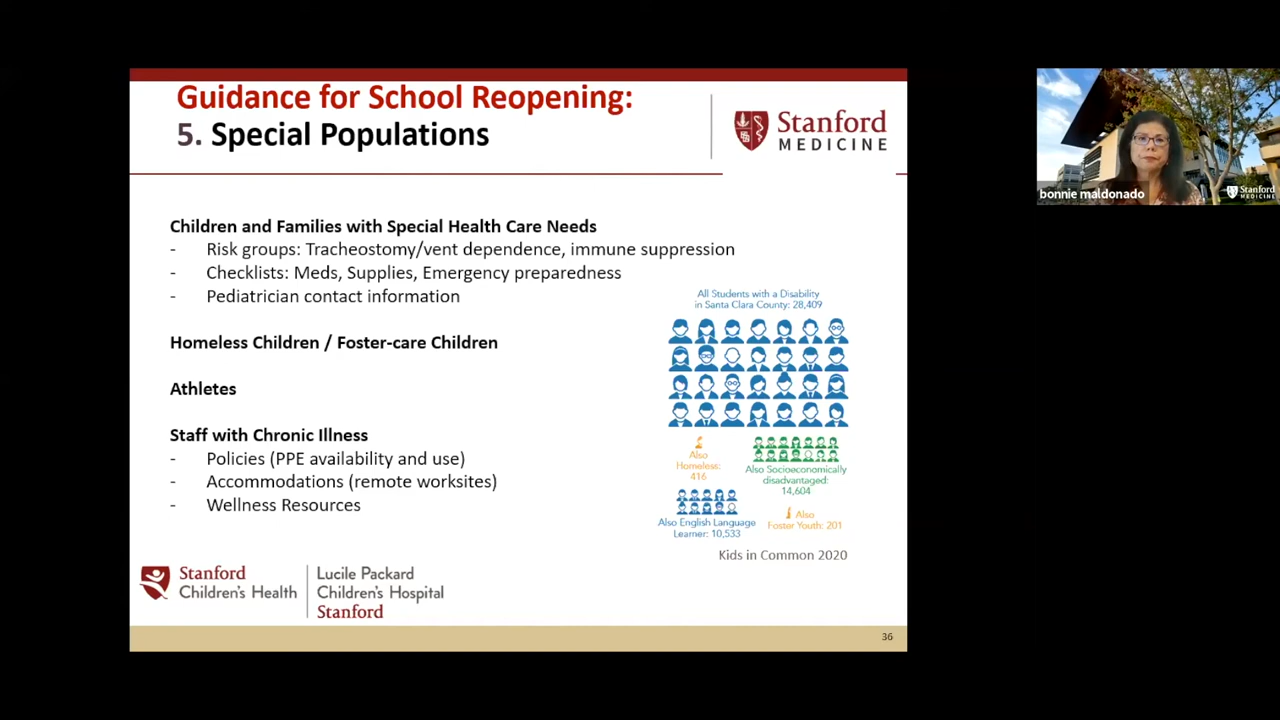 Guidance for School Reopening:
5. Special Populations
Stanford
MEDICINE
Children and Families with Special Health Care Needs
- Risk groups: Tracheostomy/vent dependence, immune suppression
- Checklists: Meds, Supplies, Emergency preparedness
- Pediatrician contact information
Homeless Children / Foster-care Children
Athletes
Staff with Chronic Illness
- Policies (PPE availability and use)
- Accommodations (remote worksites)
- Wellness Resources
All Students with a Disability
in Santa Clara County: 28,409
Also
Homeless:
416
Also Socioeconomically
disadvantaged:
14,604
Also English Language
Learner: 10,533
Also
Foster Youth: 201
Kids in Common 2020
Stanford
Children's Health
Lucile Packard
Children's Hospital
Stanford
36
bonnie maldonado
Stanford
MEDICINE